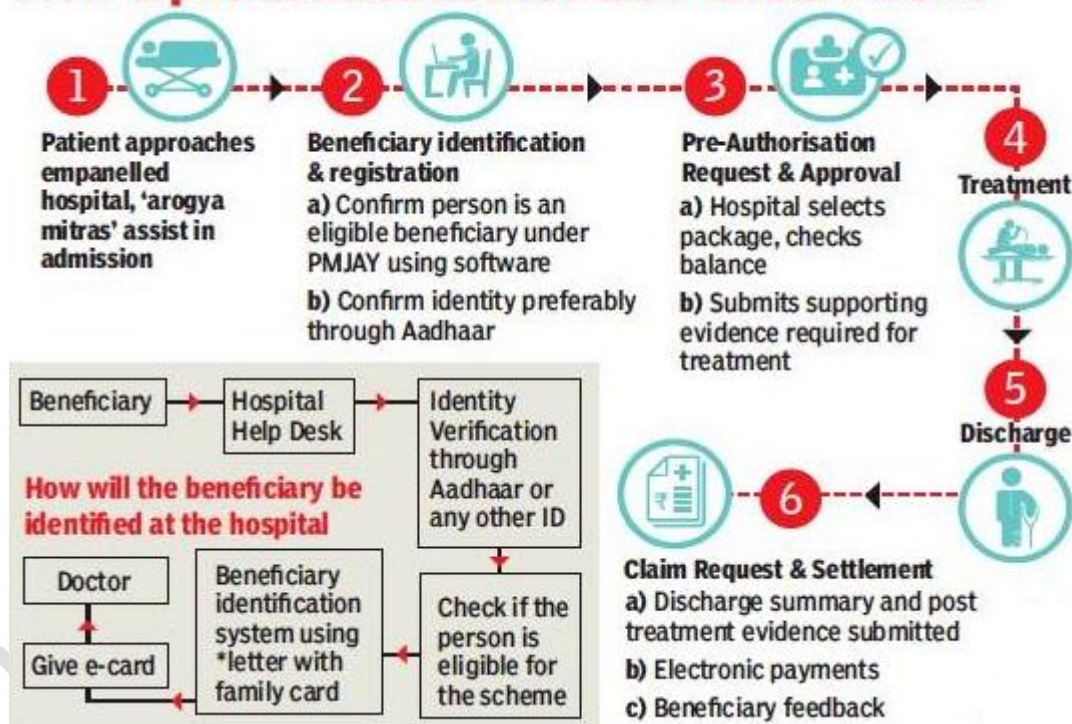 1
Patient approaches
empanelled
hospital, ‘arogya
mitras’ assist in
admission
2
Beneficiary identification
& registration
a) Confirm person is an
eligible beneficiary under
PMJAY using software
b) Confirm identity preferably
through Aadhaar
3
Pre-Authorisation
Request & Approval
a) Hospital selects
package, checks
balance
b) Submits supporting
evidence required for
treatment
4
Treatment
5
Discharge
6
₹
Claim Request & Settlement
a) Discharge summary and post
treatment evidence submitted
b) Electronic payments
c) Beneficiary feedback
How will the beneficiary be
identified at the hospital
Beneficiary
Hospital
Help Desk
Identity
Verification
through
Aadhaar or
any other ID
Check if the
person is
eligible for
the scheme
Beneficiary
identification
system using
*letter with
family card
Give e-card
Doctor